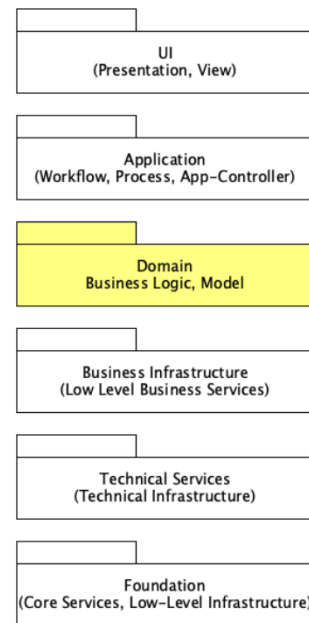 UI
(Presentation, View)
Application
(Workflow, Process, App-Controller)
Domain
Business Logic, Model
Business Infrastructure
(Low Level Business Services)
Technical Services
(Technical Infrastructure)
Foundation
(Core Services, Low-Level Infrastructure)